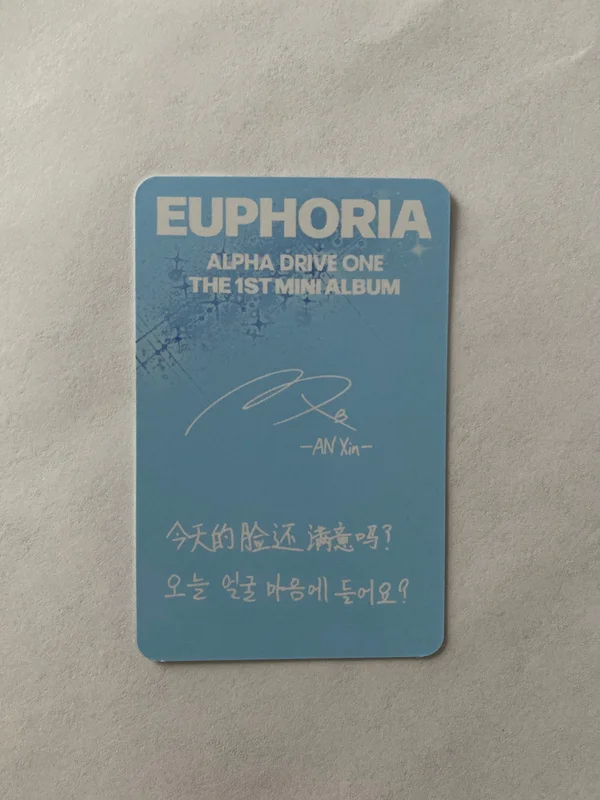 EUPHORIA
ALPHA DRIVE ONE
THE 1ST MINI ALBUM
-AN Xin-
今天的脸还满意吗?
오늘 얼굴 마음에 들어요?